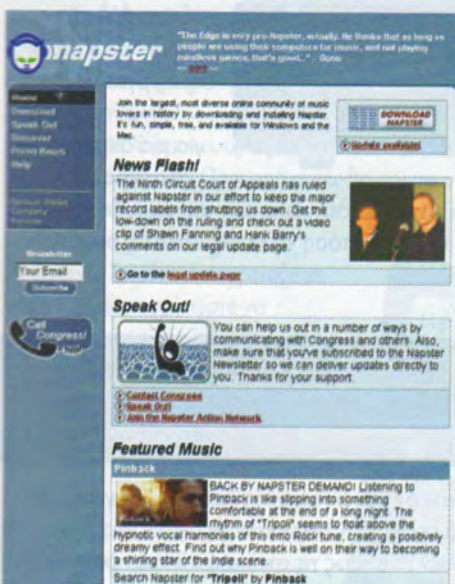 napster
"The Edge is very pro-Napster, actually. He thinks that as long as
people are using their computers for music, and not playing
mindless games, that's good..." - Bono
Home
Download
Speak Out
Discover
Press Room
Help
Company
Newsletter
Your Email
Subscribe
Call
Congress!
Join the largest, most diverse online community of music
lovers in history by downloading and installing Napster
It's fun, simple, free, and available for Windows and the
Mac.
DOWNLOAD
NAPSTER
Update available!
News Flash!
The Ninth Circuit Court of Appeals has ruled
against Napster in our effort to keep the major
record labels from shutting us down. Get the
low-down on the ruling and check out a video
clip of Shawn Fanning and Hank Barry's
comments on our legal update page.
Go to the legal update page
Speak Out!
You can help us out in a number of ways by
communicating with Congress and others. Also,
make sure that you've subscribed to the Napster
Newsletter so we can deliver updates directly to
you. Thanks for your support.
Contact Congress
Speak Out!
Join the Napster Action Network
Featured Music
Pinback
BACK BY NAPSTER DEMAND! Listening to
Pinback is like slipping into something
comfortable at the end of a long night. The
rhythm of "Tripoli" seems to float above the
hypnotic vocal harmonies of this emo Rock tune, creating a positively
dreamy effect. Find out why Pinback is well on their way to becoming
a shining star of the indie scene.
Search Napster for "Tripoli" by Pinback